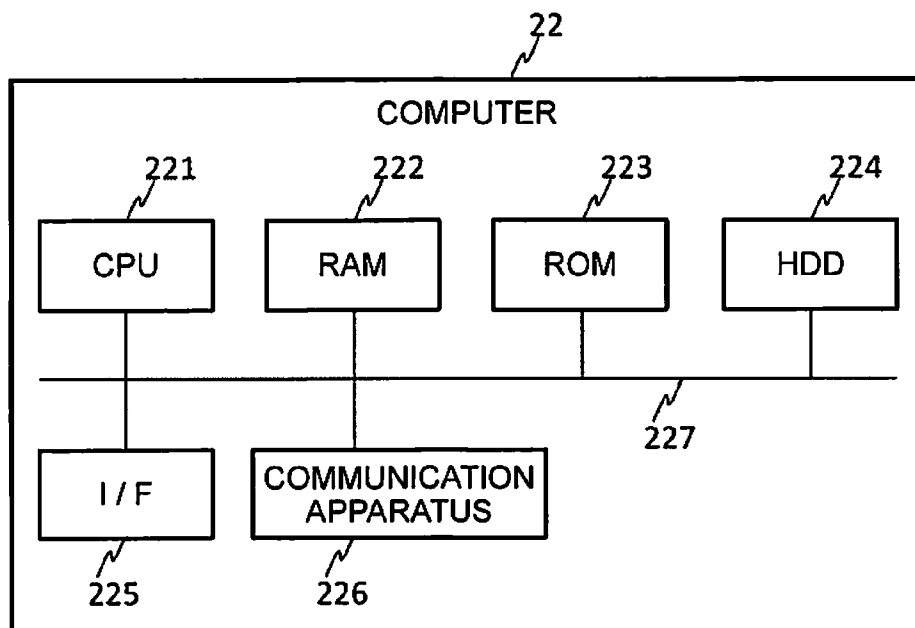 22
COMPUTER
221
222
223
224
CPU
RAM
ROM
HDD
227
I / F
COMMUNICATION
APPARATUS
225
226